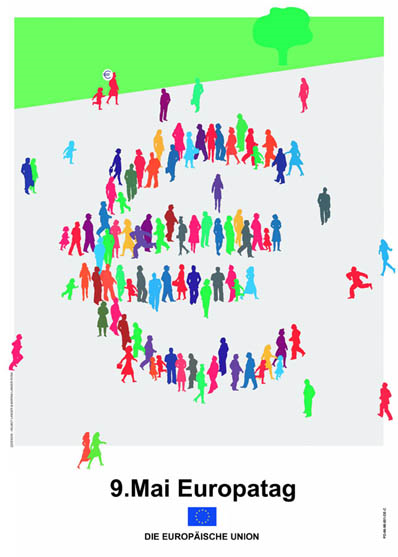 €
9.Mai Europatag
DIE EUROPÄISCHE UNION